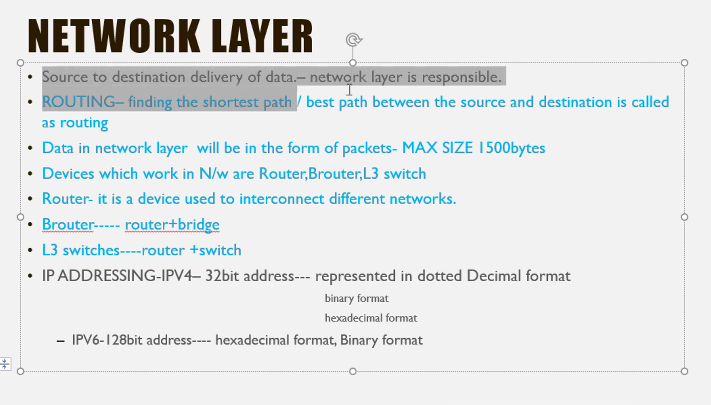 NETWORK LAYER
• Source to destination delivery of data.– network layer is responsible.
• ROUTING– finding the shortest path / best path between the source and destination is called
as routing
• Data in network layer  will be in the form of packets- MAX SIZE 1500bytes
• Devices which work in N/w are Router,Brouter,L3 switch
• Router- it is a device used to interconnect different networks.
• Brouter----- router+bridge
• L3 switches----router +switch
• IP ADDRESSING-IPV4– 32bit address--- represented in dotted Decimal format
binary format
hexadecimal format
– IPV6-128bit address---- hexadecimal format, Binary format